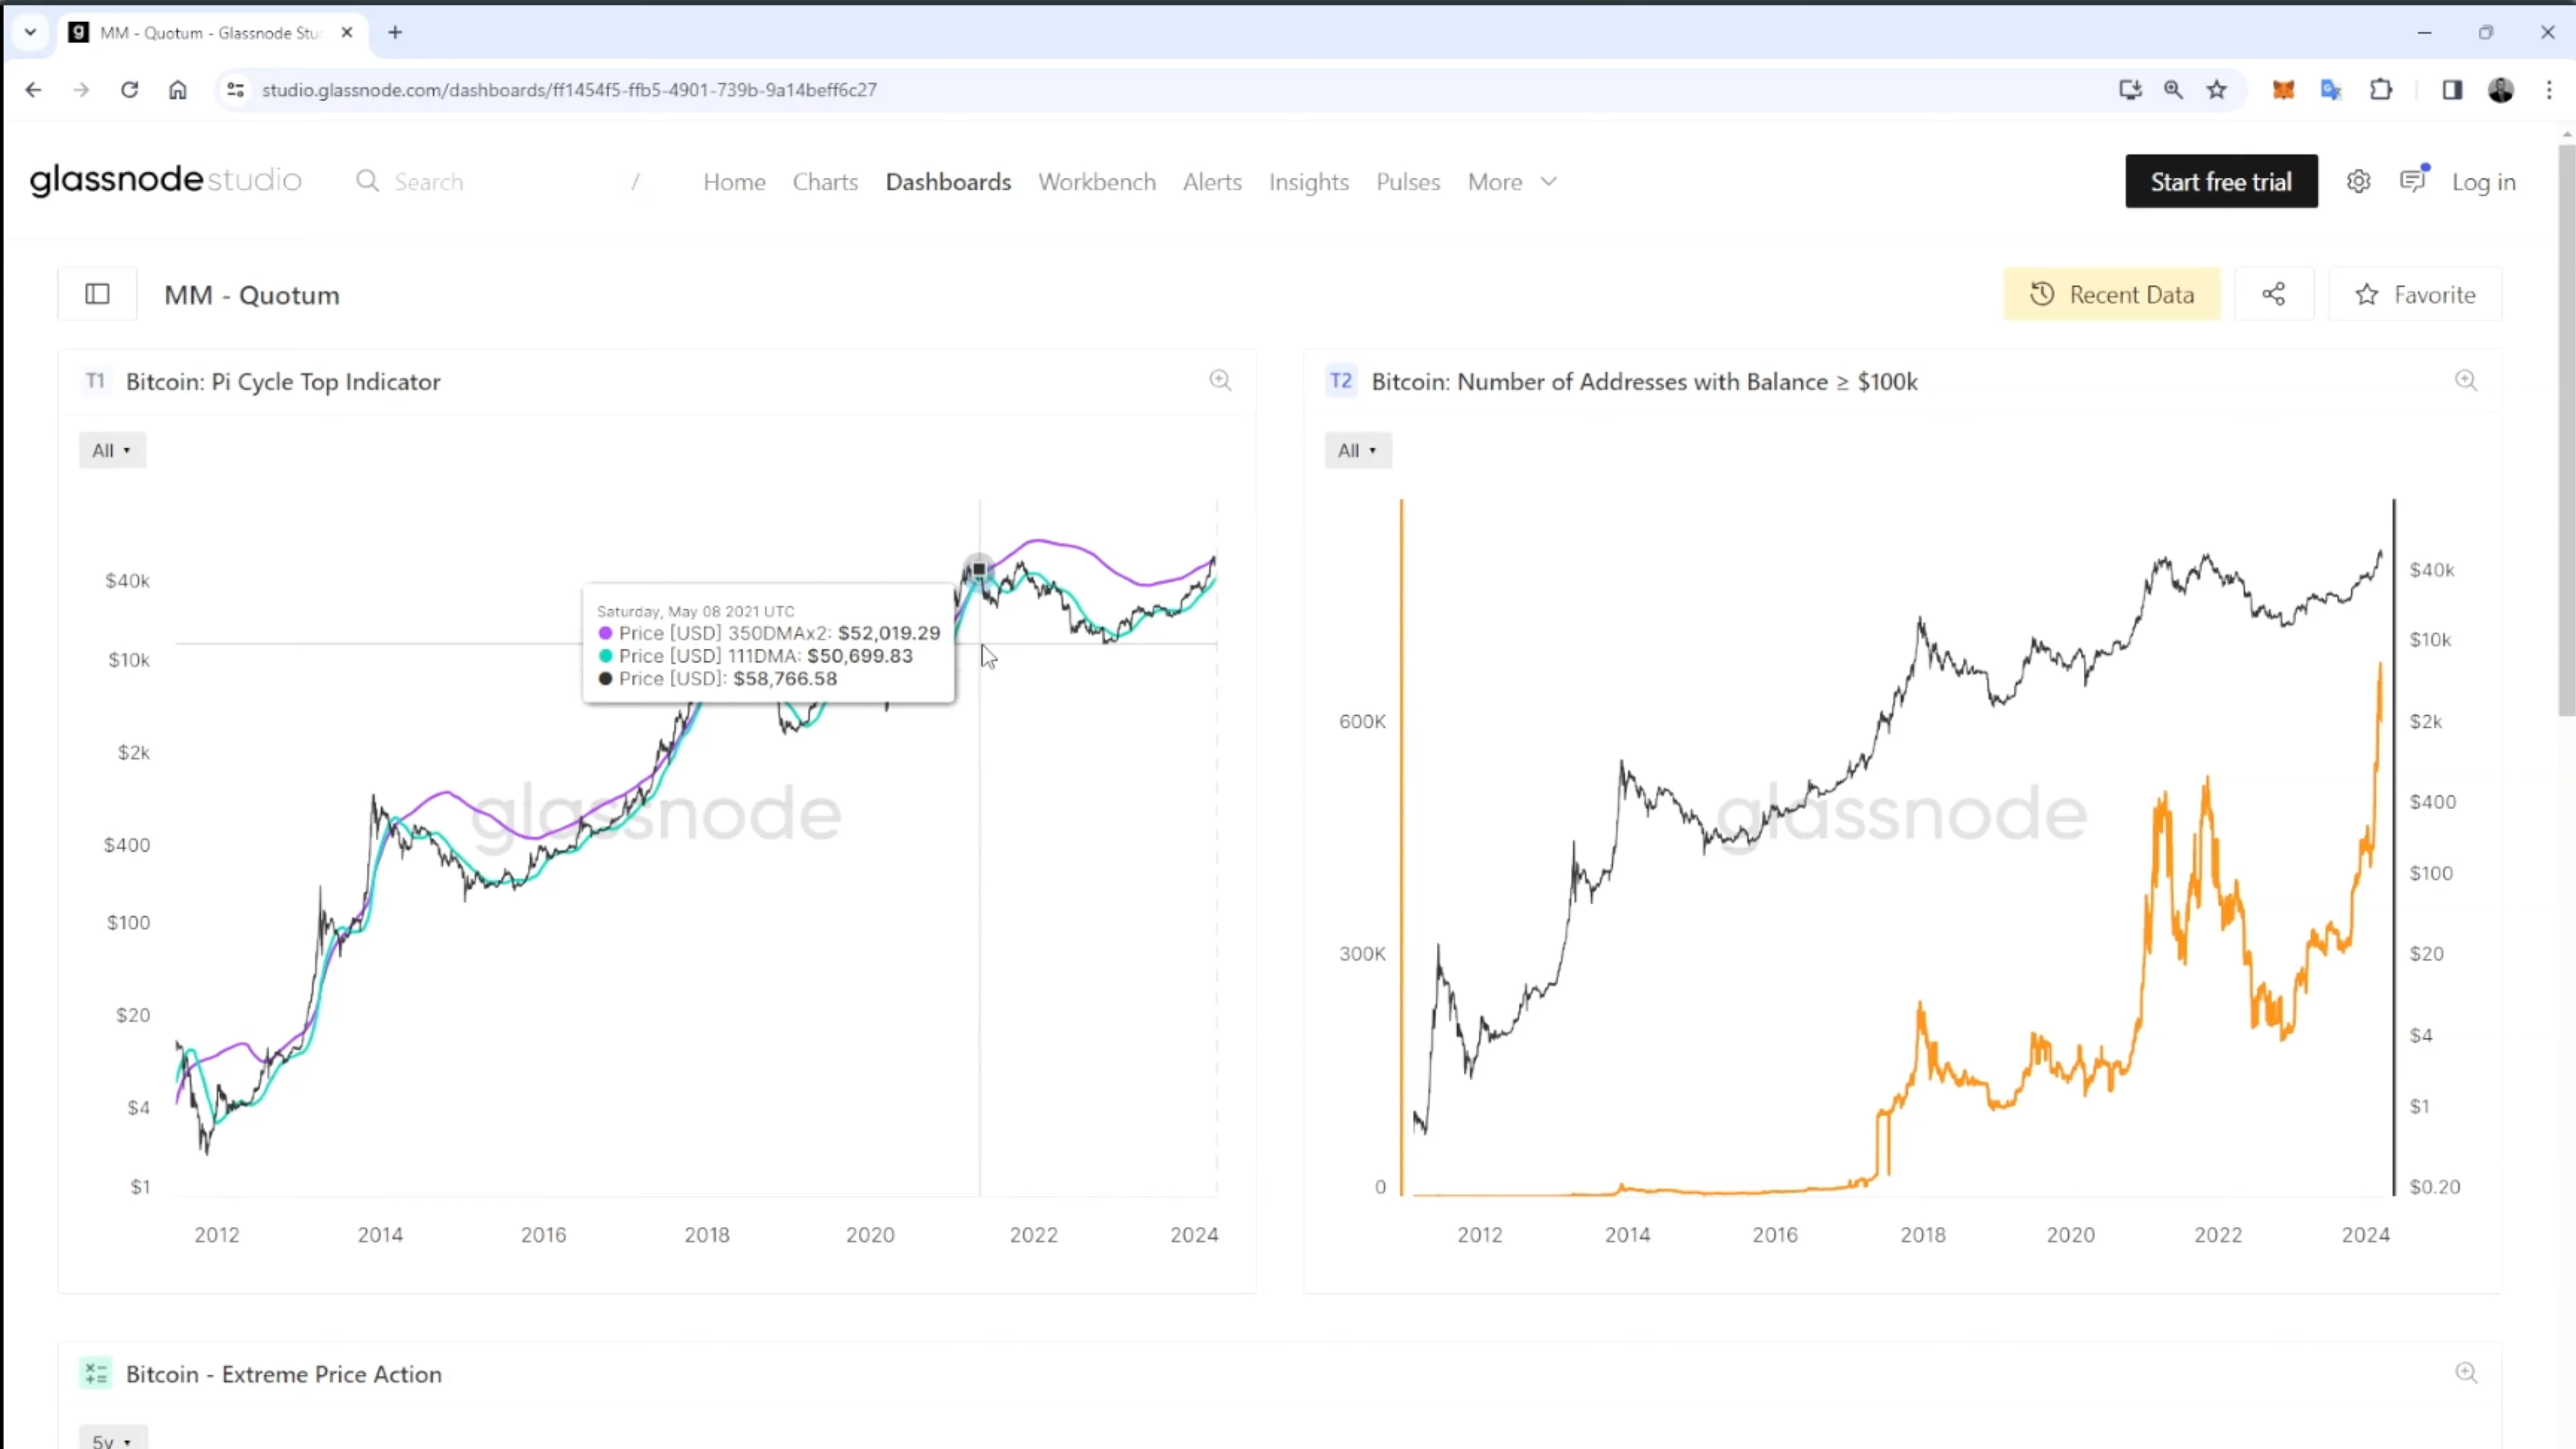 MM - Quotum - Glassnode Stu
studio.glassnode.com/dashboards/ff1454f5-ffb5-4901-739b-9a14beff6c27
glassnodestudio
Search
/
Home Charts Dashboards Workbench Alerts Insights Pulses More
Start free trial
Log in
MM - Quotum
Recent Data
Favorite
T1 Bitcoin: Pi Cycle Top Indicator
All
$40k
$10k
$2k
$400
$100
$20
$4
$1
Saturday, May 08 2021 UTC
Price [USD] 350DMAx2: $52,019.29
Price [USD] 111DMA: $50,699.83
Price [USD]: $58,766.58
glassnode
2012 2014 2016 2018 2020 2022 2024
T2 Bitcoin: Number of Addresses with Balance ≥ $100k
All
600K
300K
0
glassnode
$40k
$10k
$2k
$400
$100
$20
$4
$1
$0.20
2012 2014 2016 2018 2020 2022 2024
Bitcoin - Extreme Price Action
5y